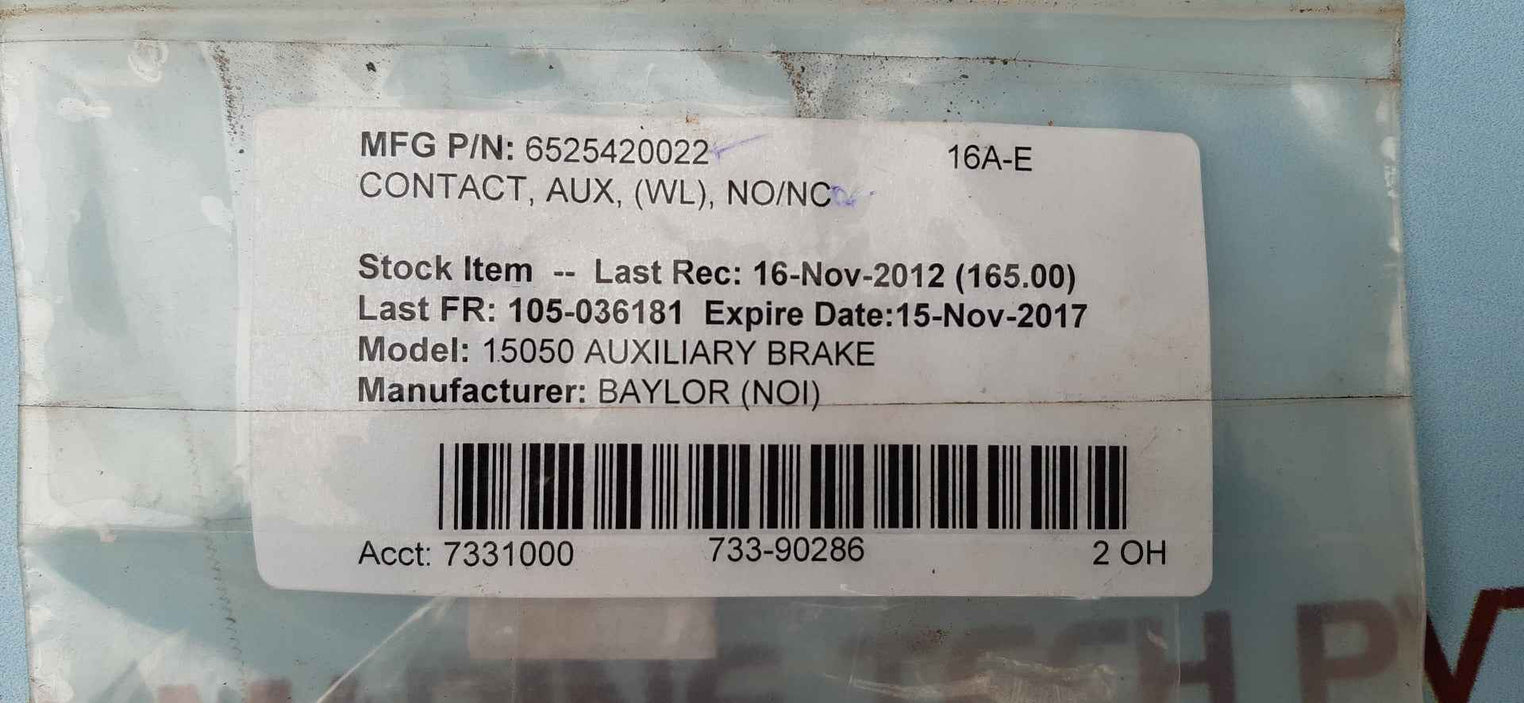 MFG P/N: 6525420022 16A-E
CONTACT, AUX, (WL), NO/NC
Stock Item -- Last Rec: 16-Nov-2012 (165.00)
Last FR: 105-036181 Expire Date:15-Nov-2017
Model: 15050 AUXILIARY BRAKE
Manufacturer: BAYLOR (NOI)
Acct: 7331000 733-90286 2 OH
TECH PV